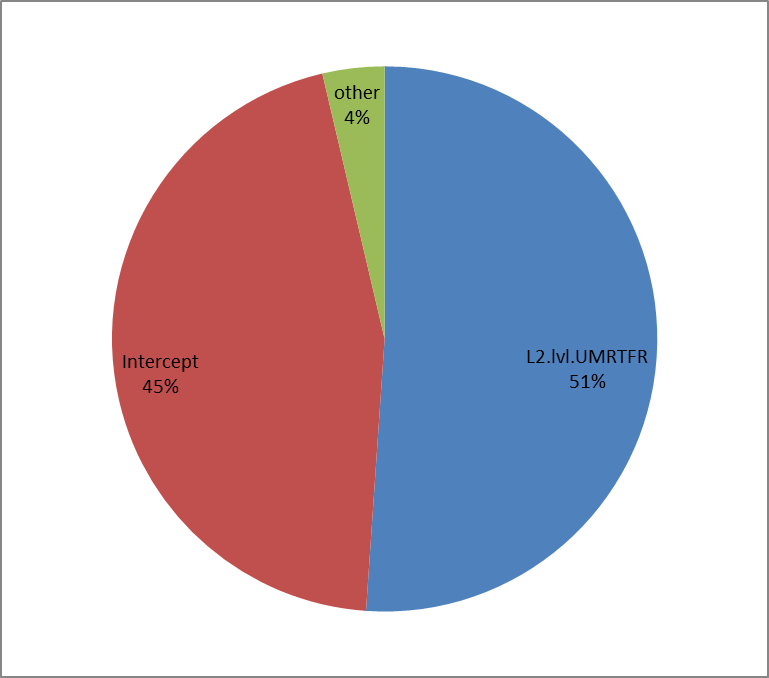 other
4%
Intercept
45%
L2.lvl.UMRTFR
51%